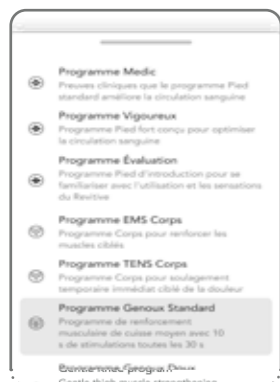 Programme Medic
Preuves cliniques que le programme Pied
standard améliore la circulation sanguine
Programme Vigoureux
Programme Pied fort conçu pour optimiser
la circulation sanguine
Programme Évaluation
Programme Pied d'introduction pour se
familiariser avec l'utilisation et les sensations
du Revitive
Programme EMS Corps
Programme Corps pour renforcer les
muscles ciblés
Programme TENS Corps
Programme Corps pour soulagement
temporaire immédiat ciblé de la douleur
Programme Genoux Standard
Programme de renforcement
musculaire de cuisse moyen avec 10
s de stimulations toutes les 30 s
Programme Genoux Doux
Gentle thigh muscle strengthening